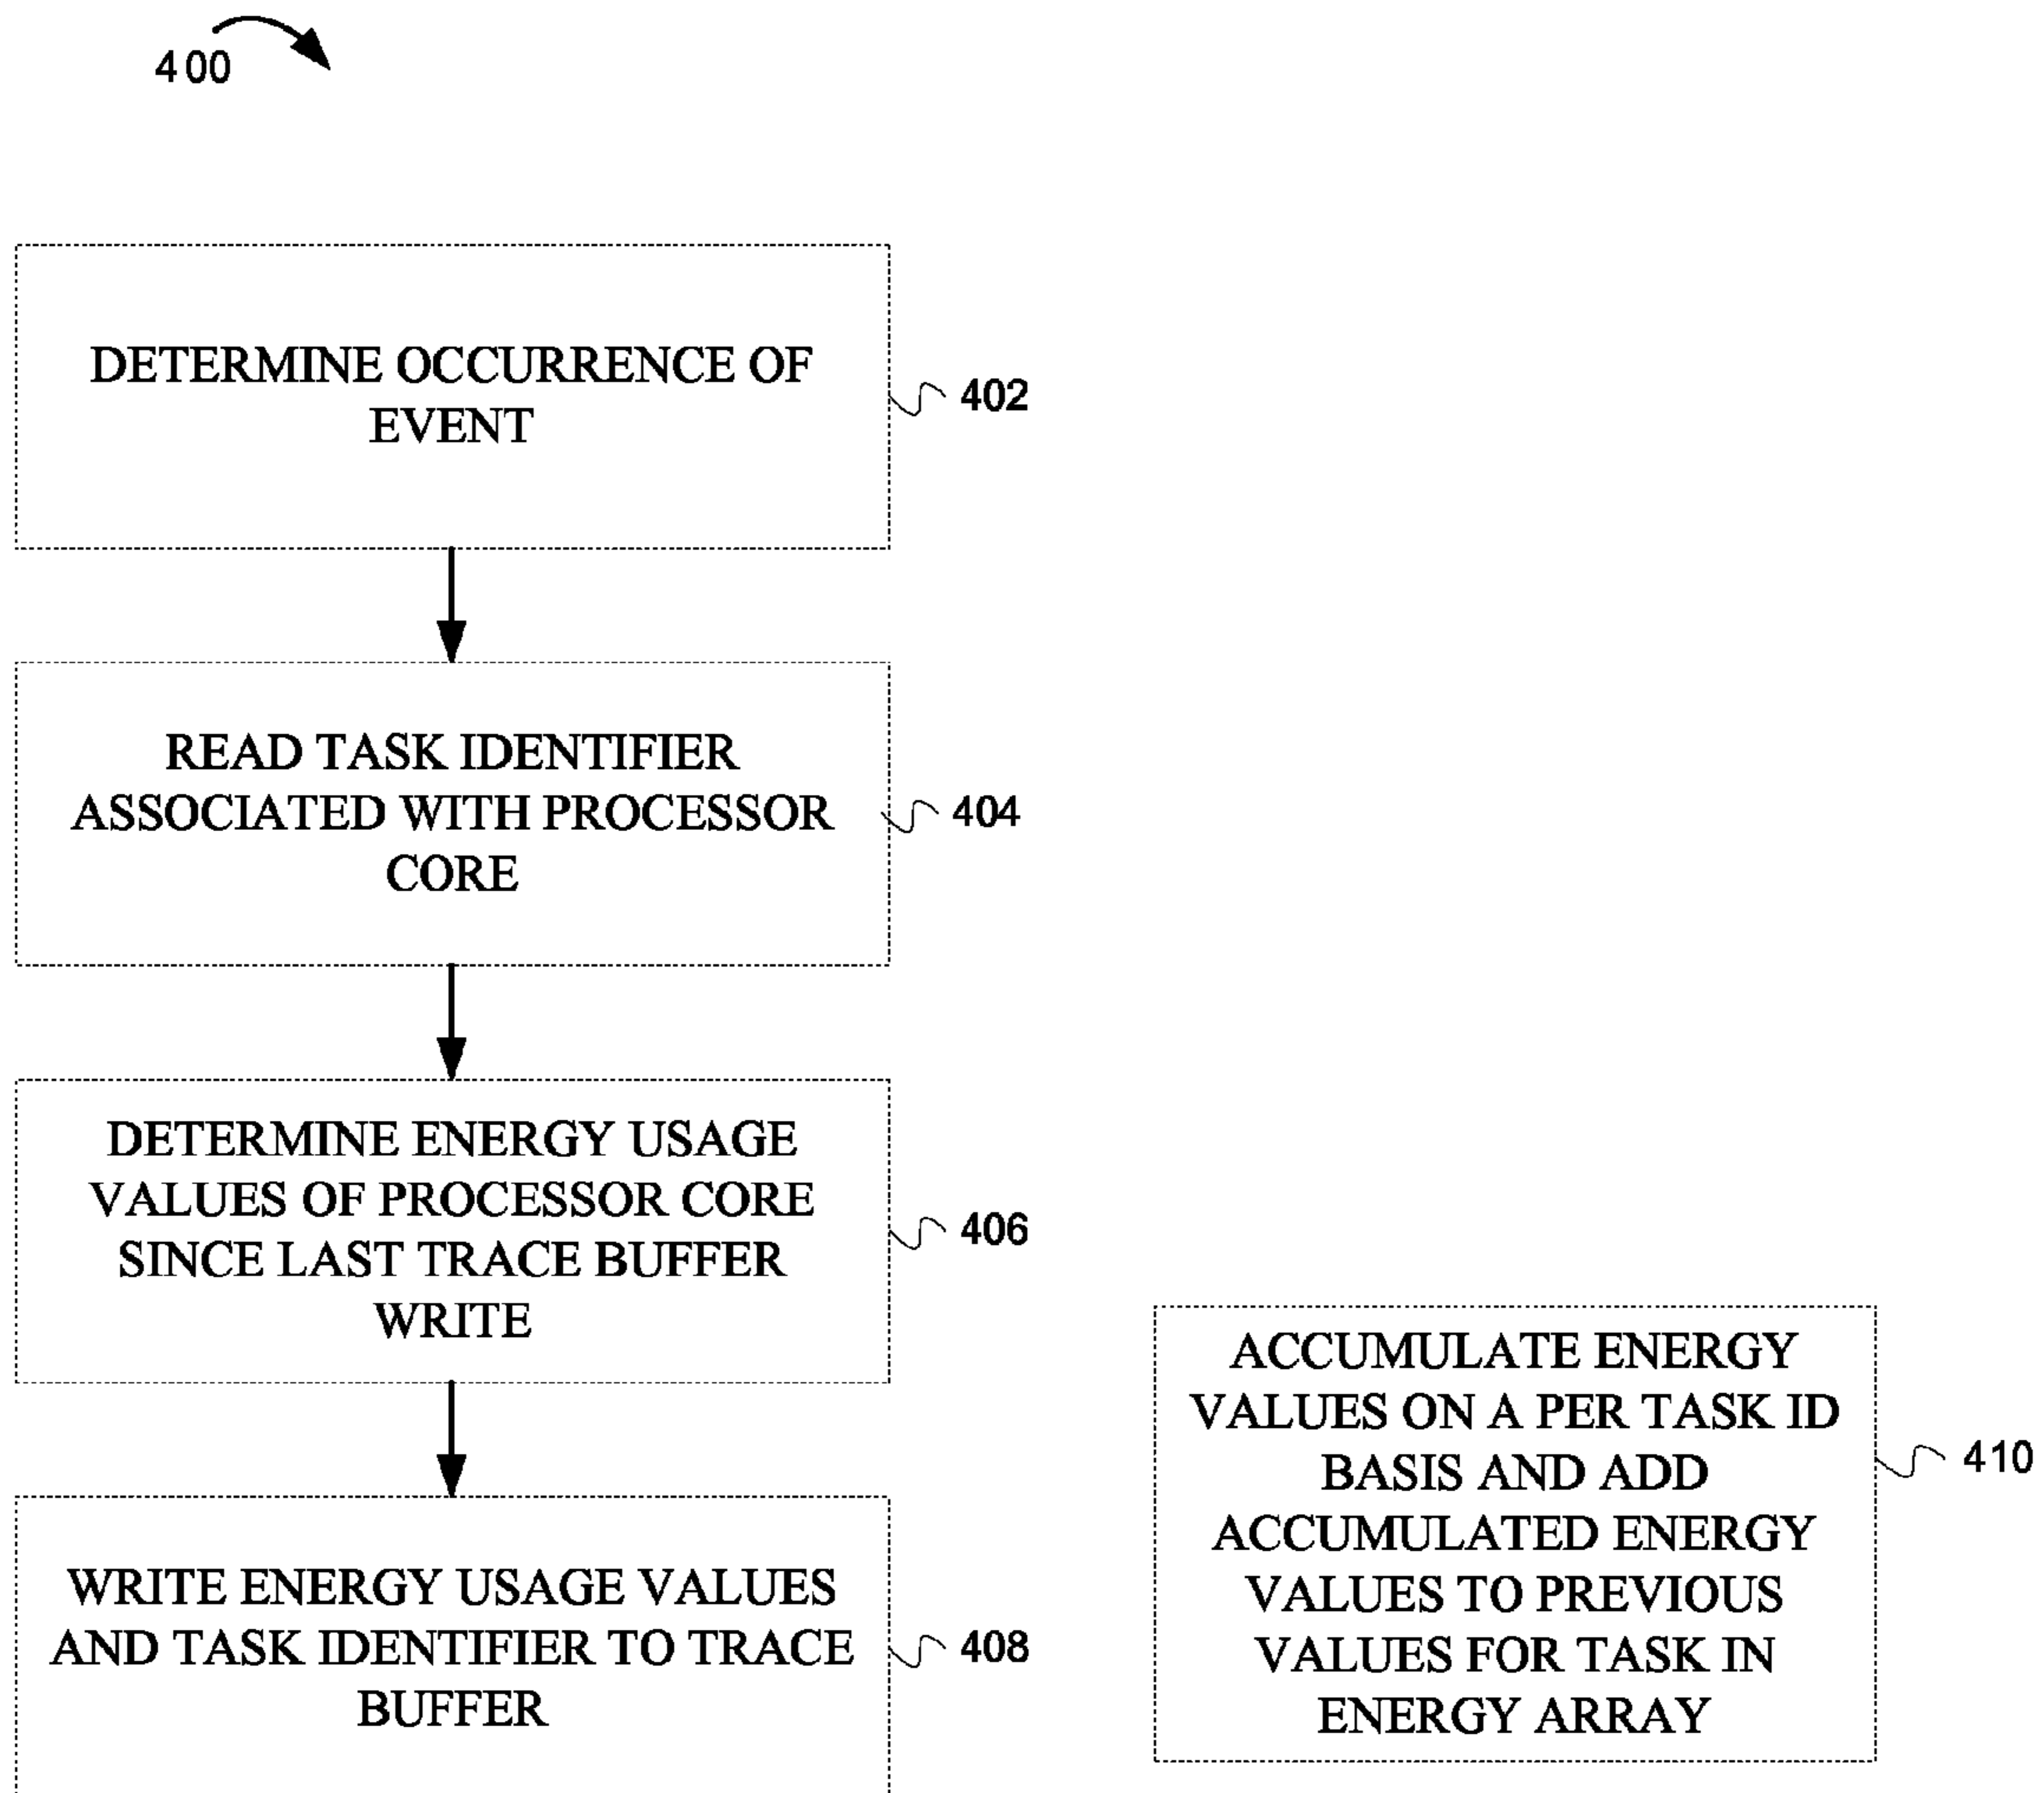 400
DETERMINE OCCURRENCE OF
EVENT
402
READ TASK IDENTIFIER
ASSOCIATED WITH PROCESSOR
CORE
404
DETERMINE ENERGY USAGE
VALUES OF PROCESSOR CORE
SINCE LAST TRACE BUFFER
WRITE
406
WRITE ENERGY USAGE VALUES
AND TASK IDENTIFIER TO TRACE
BUFFER
408
ACCUMULATE ENERGY
VALUES ON A PER TASK ID
BASIS AND ADD
ACCUMULATED ENERGY
VALUES TO PREVIOUS
VALUES FOR TASK IN
ENERGY ARRAY
410